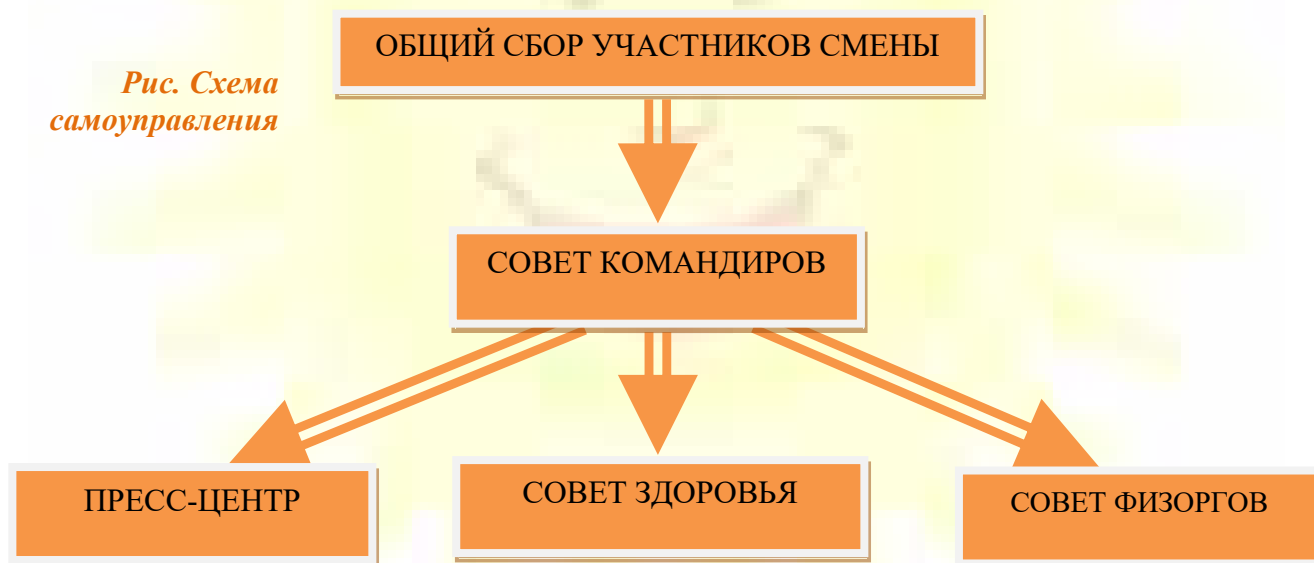 ОБЩИЙ СБОР УЧАСТНИКОВ СМЕНЫ
Рис. Схема
самоуправления
СОВЕТ КОМАНДИРОВ
ПРЕСС-ЦЕНТР
СОВЕТ ЗДОРОВЬЯ
СОВЕТ ФИЗОРГОВ